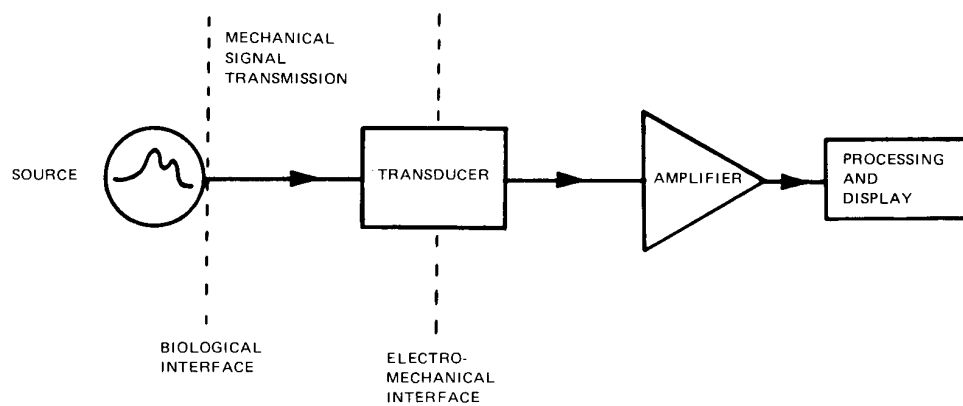 MECHANICAL
SIGNAL
TRANSMISSION
SOURCE
TRANSDUCER
AMPLIFIER
PROCESSING
AND
DISPLAY
BIOLOGICAL
INTERFACE
ELECTRO-
MECHANICAL
INTERFACE